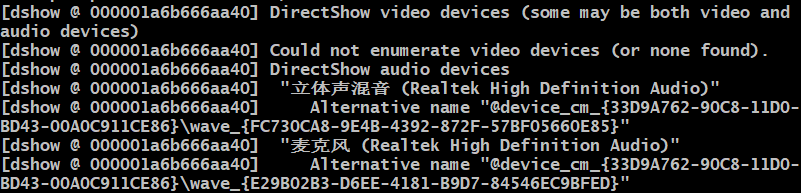 [dshow @ 000001a6b666aa40] DirectShow video devices (some may be both video and
audio devices)
[dshow @ 000001a6b666aa40] Could not enumerate video devices (or none found).
[dshow @ 000001a6b666aa40] DirectShow audio devices
[dshow @ 000001a6b666aa40]  "立体声混音 (Realtek High Definition Audio)"
[dshow @ 000001a6b666aa40]     Alternative name "@device_cm_{33D9A762-90C8-11D0-
BD43-00A0C911CE86}\wave_{FC730CA8-9E4B-4392-872F-57BF05660E85}"
[dshow @ 000001a6b666aa40]  "麦克风 (Realtek High Definition Audio)"
[dshow @ 000001a6b666aa40]     Alternative name "@device_cm_{33D9A762-90C8-11D0-
BD43-00A0C911CE86}\wave_{E29B02B3-D6EE-4181-B9D7-84546EC9BFED}"